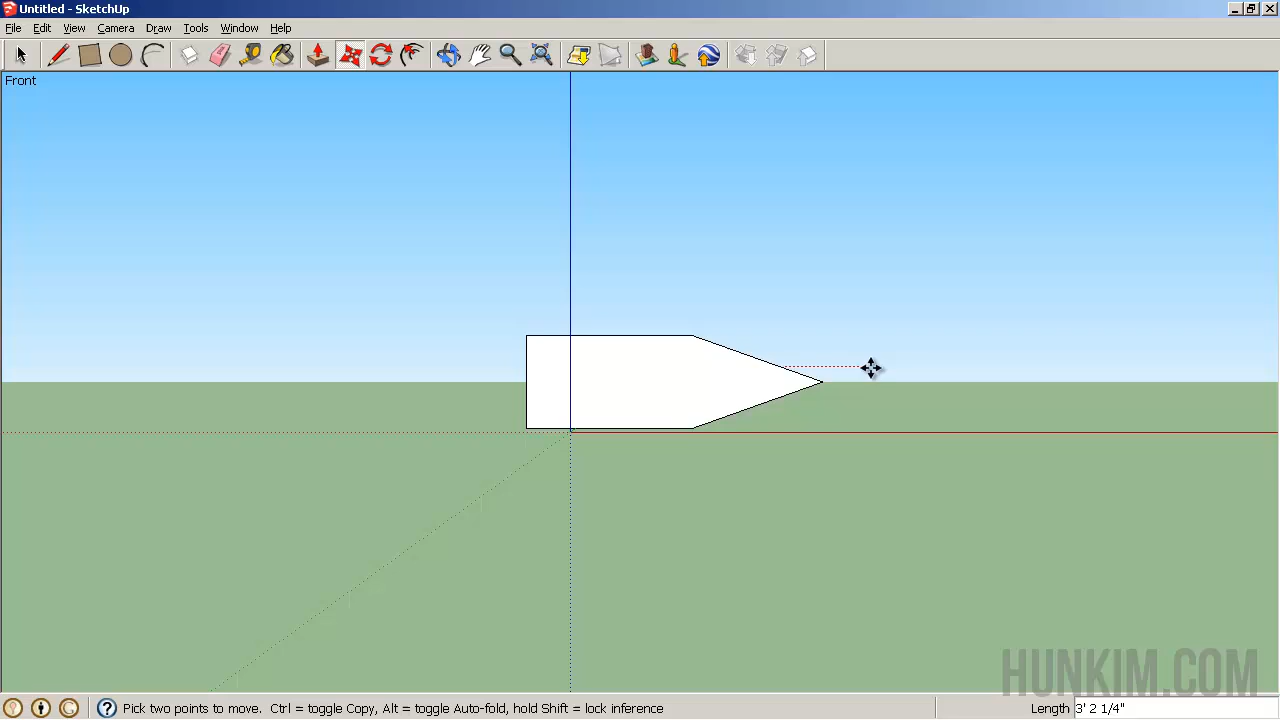 Untitled - SketchUp
File Edit View Camera Draw Tools Window Help
Front
HUNKIM.COM
Pick two points to move. Ctrl = toggle Copy, Alt = toggle Auto-fold, hold Shift = lock inference Length 3' 2 1/4"